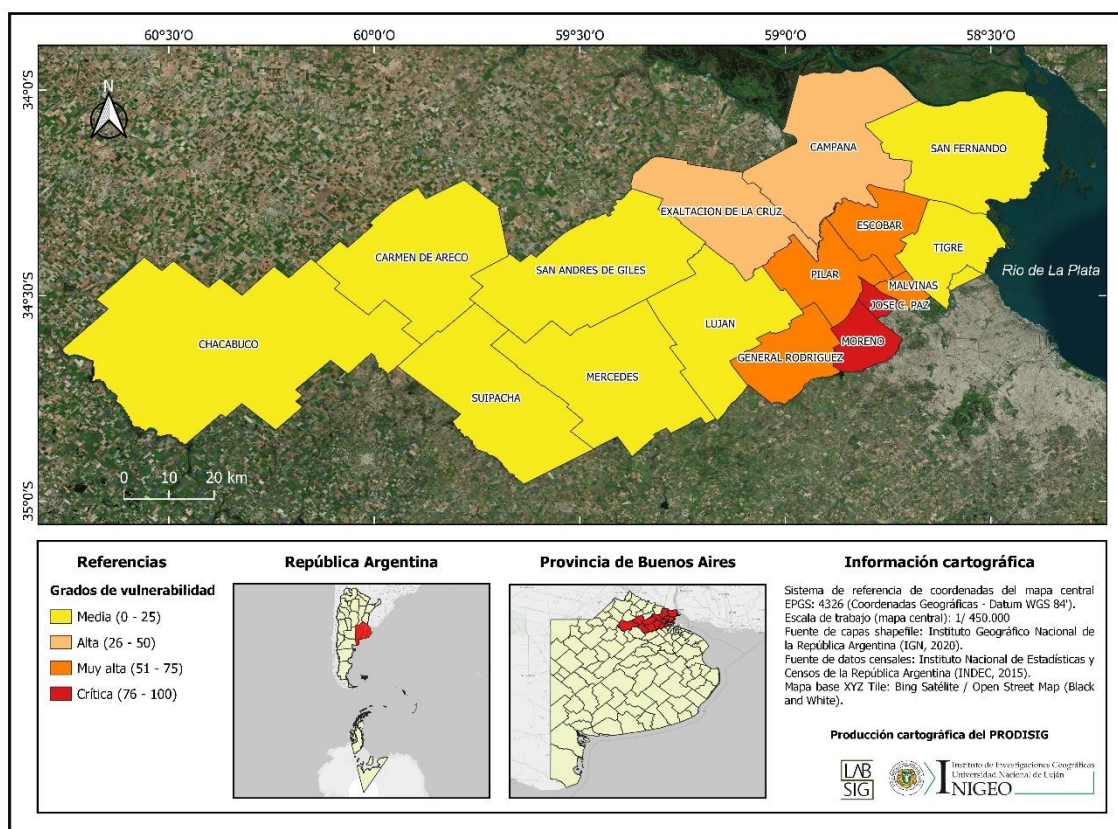 60°30'O 60°0'O 59°30'O 59°0'O 58°30'O
34°0'S
34°30'S
35°0'S
N
CAMPANA
SAN FERNANDO
EXALTACION DE LA CRUZ
ESCOBAR
CARMEN DE ARECO
TIGRE
SAN ANDRES DE GILES
PILAR
Rio de La Plata
MALVINAS
JOSE C. PAZ
LUJAN
CHACABUCO
MORENO
GENERAL RODRIGUEZ
MERCEDES
SUIPACHA
0 10 20 km
Referencias
Grados de vulnerabilidad
Media (0 - 25)
Alta (26 - 50)
Muy alta (51 - 75)
Crítica (76 - 100)
República Argentina
Provincia de Buenos Aires
Información cartográfica
Sistema de referencia de coordenadas del mapa central
EPGS: 4326 (Coordenadas Geográficas - Datum WGS 84').
Escala de trabajo (mapa central): 1/ 450.000
Fuente de capas shapefile: Instituto Geográfico Nacional de
la República Argentina (IGN, 2020).
Fuente de datos censales: Instituto Nacional de Estadísticas y
Censos de la República Argentina (INDEC, 2015).
Mapa base XYZ Tile: Bing Satélite / Open Street Map (Black
and White).
Producción cartográfica del PRODISIG
LAB
SIG
Instituto de Investigaciones Geográficas
Universidad Nacional de Luján
INIGEO